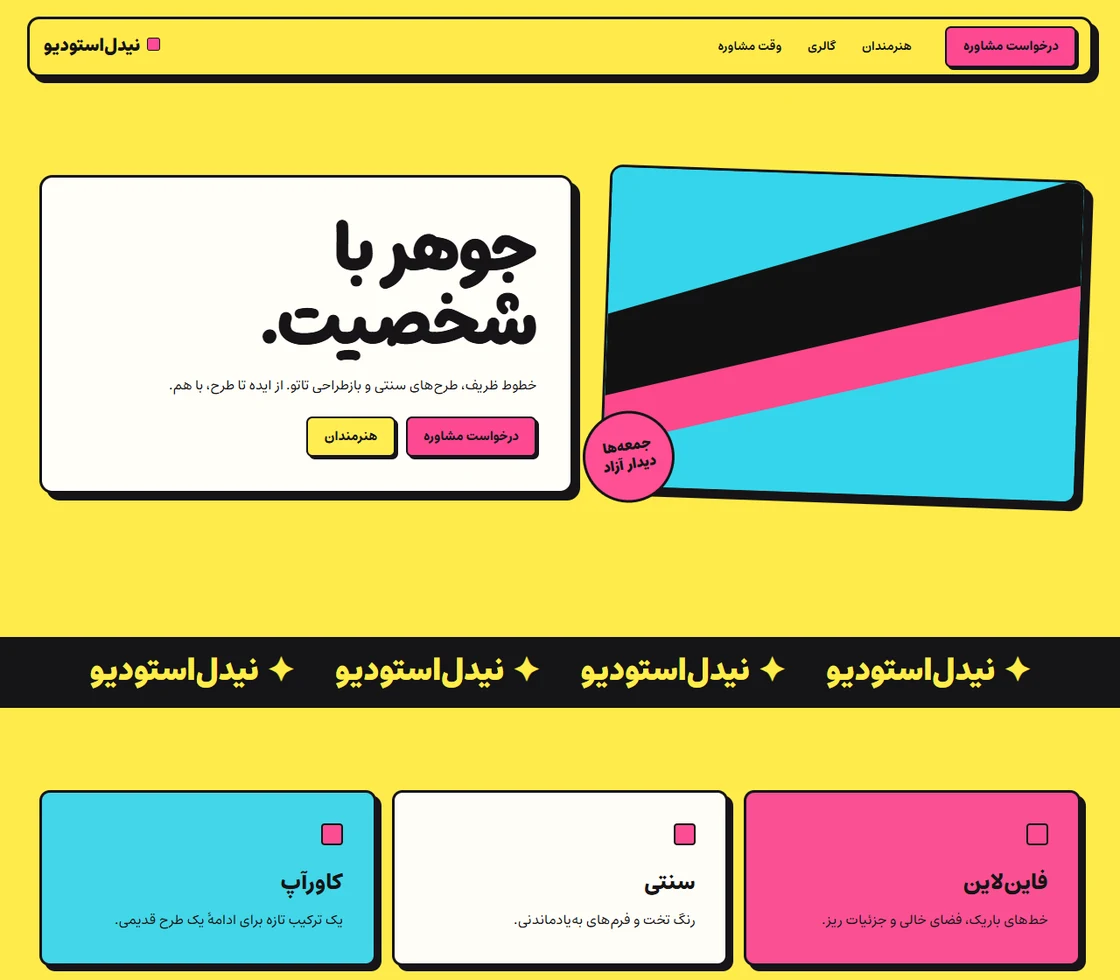 درخواست مشاوره
هنرمندان
گالری
وقت مشاوره
نیدل‌استودیو
جوهر با
شخصیت.
خطوط ظریف، طرح‌های سنتی و بازطراحی تاتو. از ایده تا طرح، با هم.
درخواست مشاوره
هنرمندان
جمعه‌ها
دیدار آزاد
✦ نیدل‌استودیو ✦ نیدل‌استودیو ✦ نیدل‌استودیو ✦ نیدل‌استودیو
فاین‌لاین
خط‌های باریک، فضای خالی و جزئیات ریز.
سنتی
رنگ تخت و فرم‌های به‌یادماندنی.
کاورآپ
یک ترکیب تازه برای ادامهٔ یک طرح قدیمی.